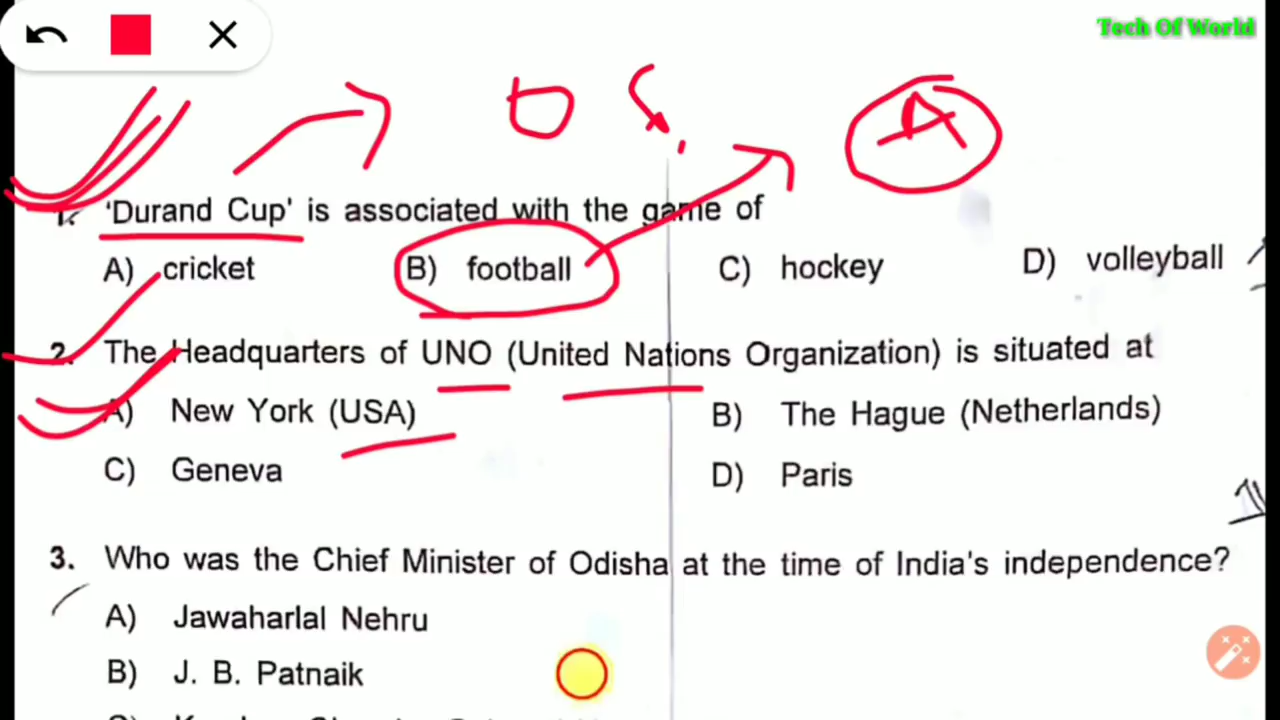 Tech Of World
A
1. 'Durand Cup' is associated with the game of
A) cricket B) football C) hockey D) volleyball
2. The Headquarters of UNO (United Nations Organization) is situated at
A) New York (USA) B) The Hague (Netherlands)
C) Geneva D) Paris
3. Who was the Chief Minister of Odisha at the time of India's independence?
A) Jawaharlal Nehru
B) J. B. Patnaik